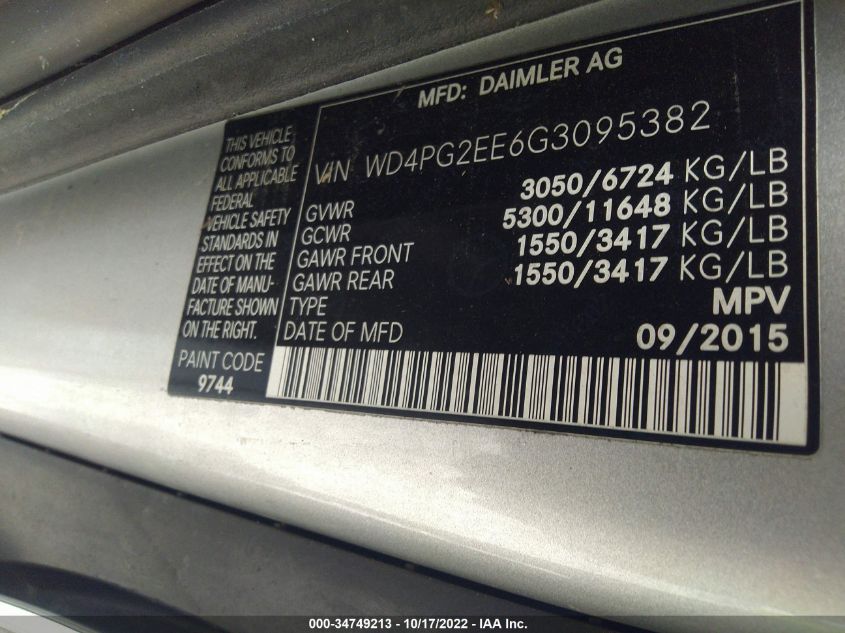 MFD: DAIMLER AG
THIS VEHICLE
CONFORMS TO
ALL APPLICABLE
FEDERAL
VEHICLE SAFETY
STANDARDS IN
EFFECT ON THE
DATE OF MANU-
FACTURE SHOWN
ON THE RIGHT.
PAINT CODE
9744
VIN WD4PG2EE6G3095382
GVWR 3050/6724 KG/LB
GCWR 5300/11648 KG/LB
GAWR FRONT 1550/3417 KG/LB
GAWR REAR 1550/3417 KG/LB
TYPE MPV
DATE OF MFD 09/2015
000-34749213 - 10/17/2022 - IAA Inc.